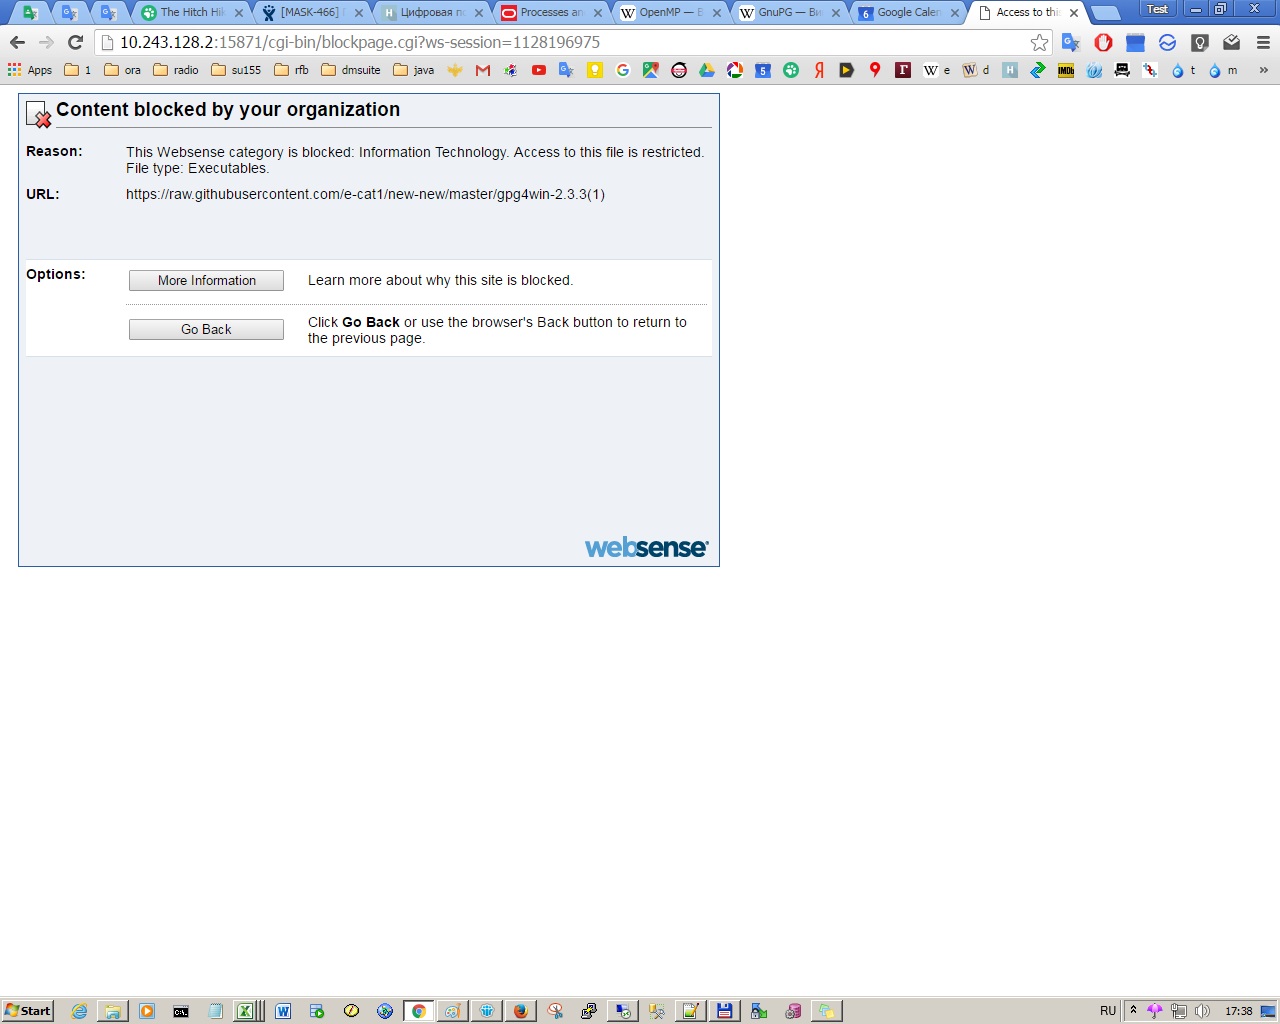 The Hitch Hik
[MASK-466]
Цифровая по
Processes an
OpenMP — В
GnuPG — Ви
Google Calen
Access to this
Test
10.243.128.2:15871/cgi-bin/blockpage.cgi?ws-session=1128196975
Apps 1 ora radio su155 rfb dmsuite java e d t m »
Content blocked by your organization
Reason: This Websense category is blocked: Information Technology. Access to this file is restricted.
File type: Executables.
URL: https://raw.githubusercontent.com/e-cat1/new-new/master/gpg4win-2.3.3(1)
Options: More Information Learn more about why this site is blocked.
Go Back Click Go Back or use the browser's Back button to return to
the previous page.
websense
Start RU 17:38